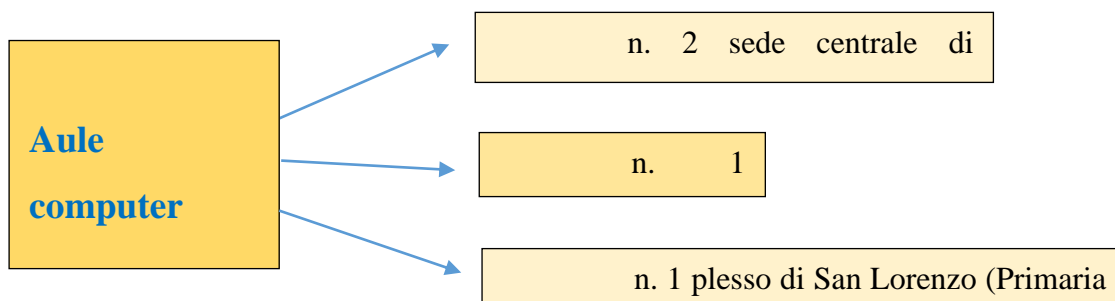 Aule
computer
n. 2 sede centrale di
n. 1
n. 1 plesso di San Lorenzo (Primaria